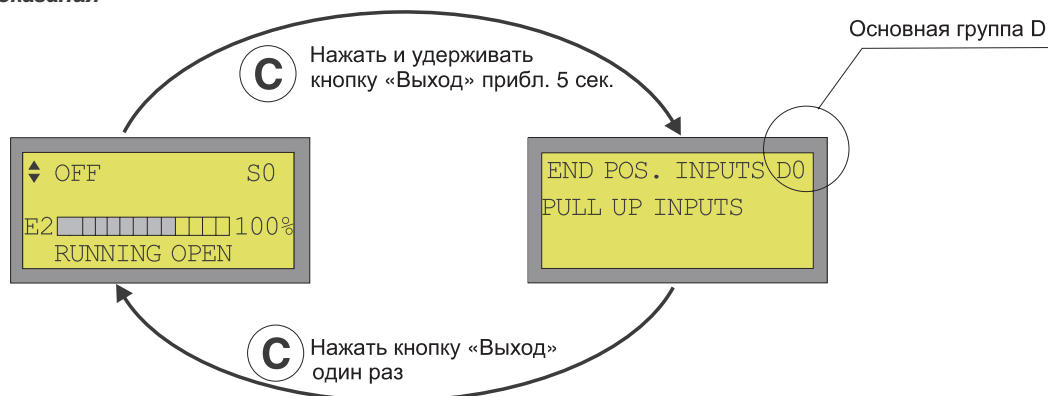 Основная группа D
C
Нажать и удерживать
кнопку «Выход» прибл. 5 сек.
OFF S0
E2 100%
RUNNING OPEN
END POS. INPUTS D0
PULL UP INPUTS
C
Нажать кнопку «Выход»
один раз